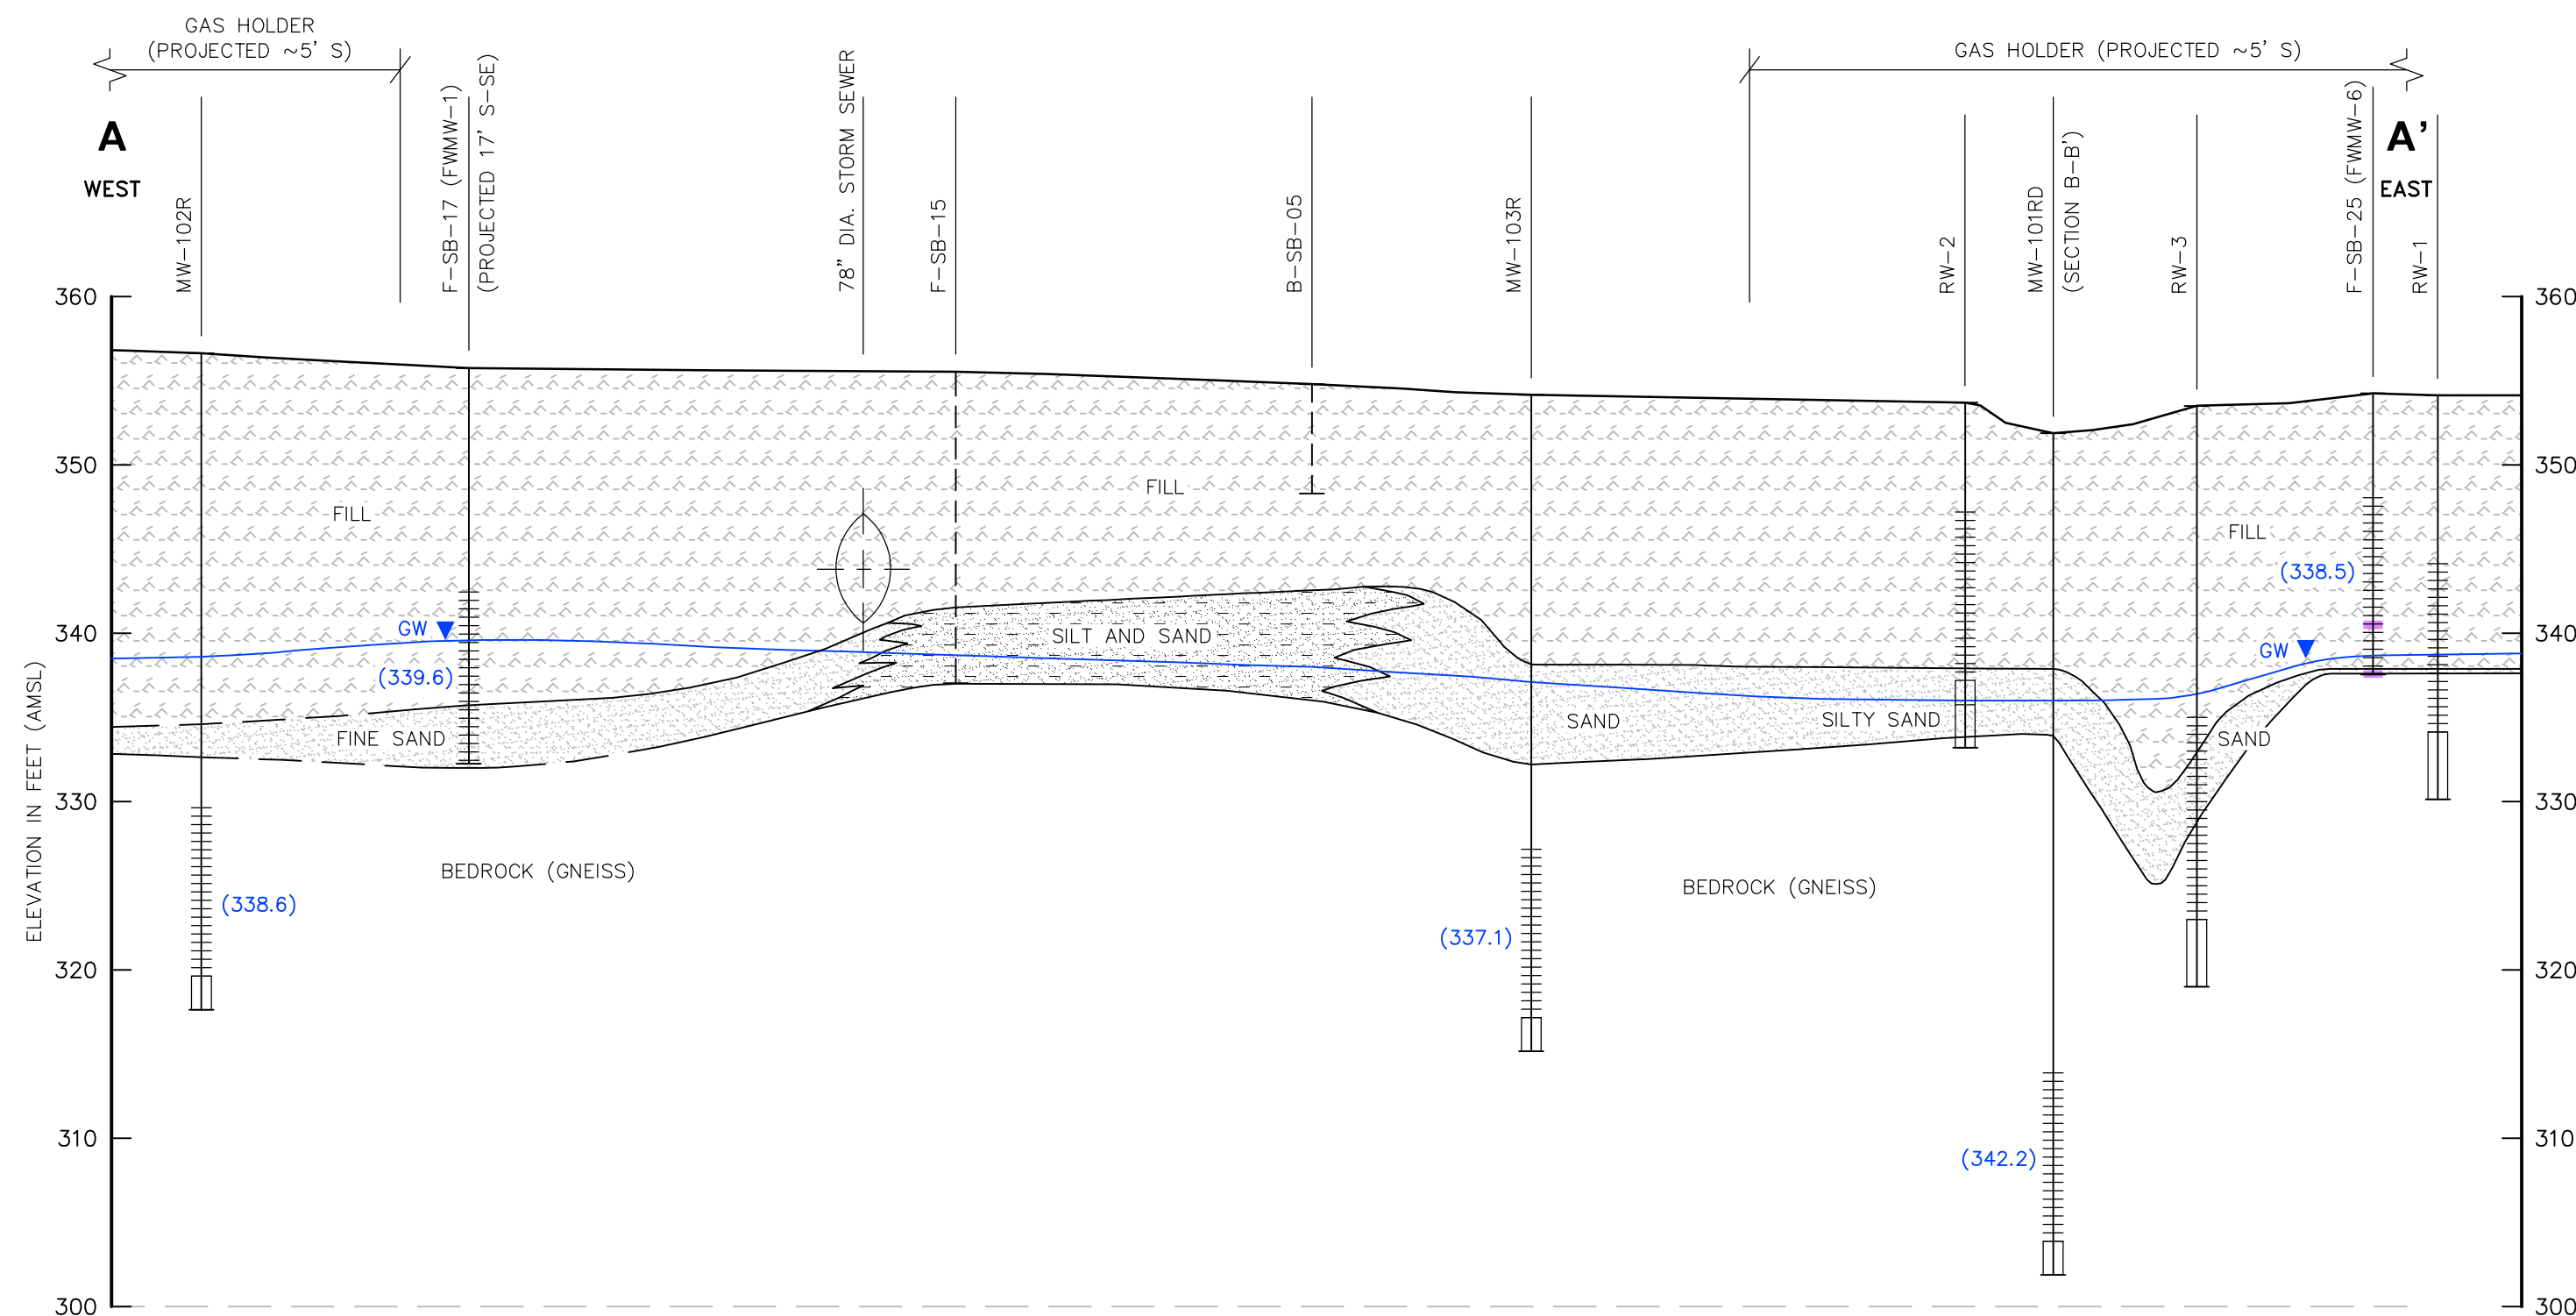 GAS HOLDER
(PROJECTED ~5' S)
GAS HOLDER (PROJECTED ~5' S)
A
WEST
A'
EAST
MW-102R
F-SB-17 (FWMW-1)
(PROJECTED 17' S-SE)
78" DIA. STORM SEWER
F-SB-15
B-SB-05
MW-103R
RW-2
MW-101RD
(SECTION B-B')
RW-3
F-SB-25 (FWMW-6)
RW-1
360
360
350
350
FILL
FILL
FILL
(338.5)
340
340
GW
SILT AND SAND
GW
(339.6)
SAND
SILTY SAND
FINE SAND
SAND
330
330
BEDROCK (GNEISS)
BEDROCK (GNEISS)
(338.6)
(337.1)
320
320
310
310
(342.2)
300
300
ELEVATION IN FEET (AMSL)